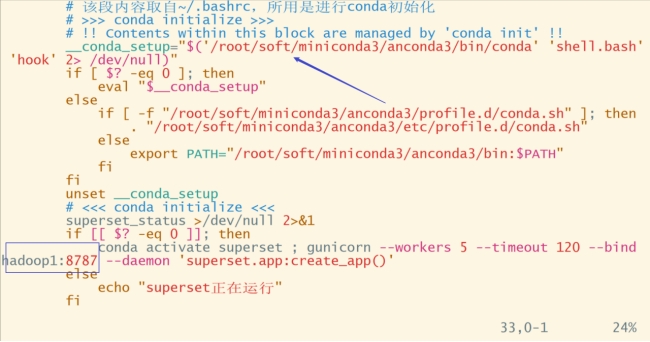 # 该段内容取自~/.bashrc，所用是进行conda初始化
# >>> conda initialize >>>
# !! Contents within this block are managed by 'conda init' !!
__conda_setup="$('/root/soft/miniconda3/anconda3/bin/conda' 'shell.bash'
'hook' 2> /dev/null)"
if [ $? -eq 0 ]; then
eval "$__conda_setup"
else
if [ -f "/root/soft/miniconda3/anconda3/profile.d/conda.sh" ]; then
. "/root/soft/miniconda3/anconda3/etc/profile.d/conda.sh"
else
export PATH="/root/soft/miniconda3/anconda3/bin:$PATH"
fi
fi
unset __conda_setup
# <<< conda initialize <<<
superset_status >/dev/null 2>&1
if [[ $? -eq 0 ]]; then
conda activate superset ; gunicorn --workers 5 --timeout 120 --bind
hadoop1:8787 --daemon 'superset.app:create_app()'
else
echo "superset正在运行"
fi
33,0-1 24%